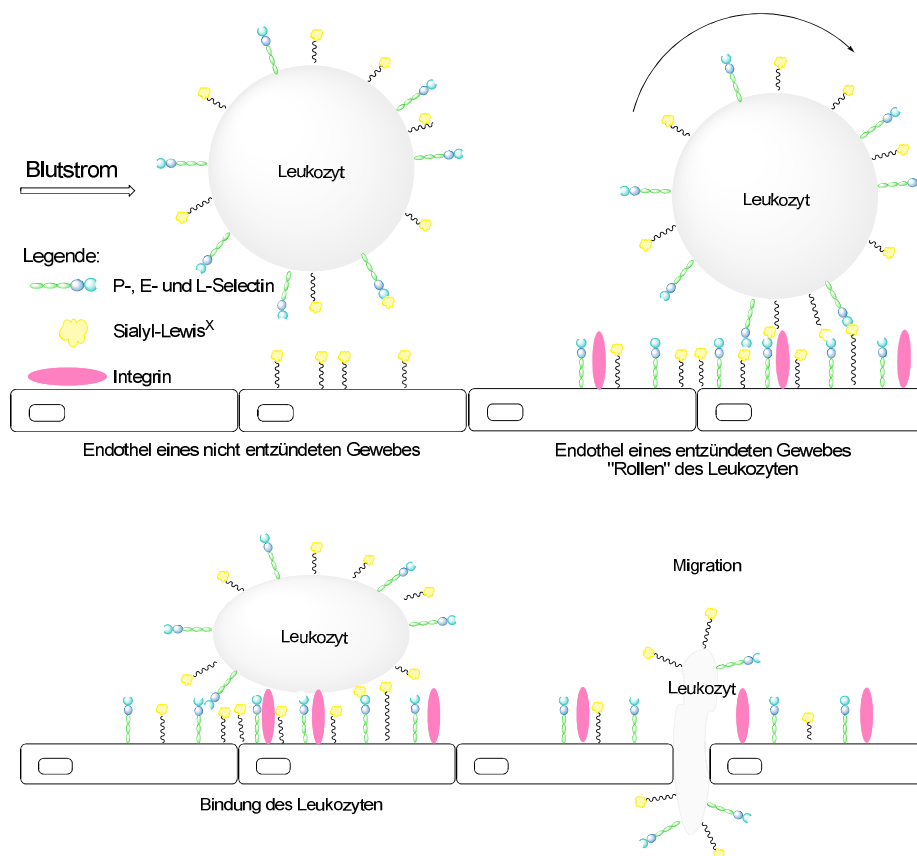 Leukozyt
Blutstrom
Legende:
P-, E- und L-Selectin
Sialyl-Lewisˣ
Integrin
Endothel eines nicht entzündeten Gewebes
Leukozyt
Endothel eines entzündeten Gewebes
"Rollen" des Leukozyten
Leukozyt
Bindung des Leukozyten
Migration
Leukozyt